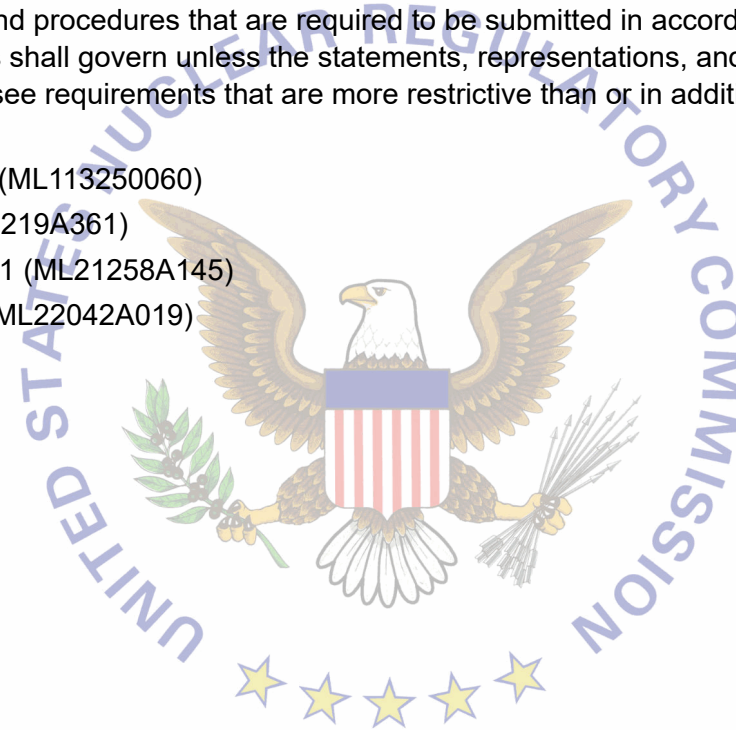 nd procedures that are required to be submitted in accord
s shall govern unless the statements, representations, and
see requirements that are more restrictive than or in addit
(ML113250060)
219A361)
1 (ML21258A145)
ML22042A019)
UNITED STATES NUCLEAR REGULATORY COMMISSION